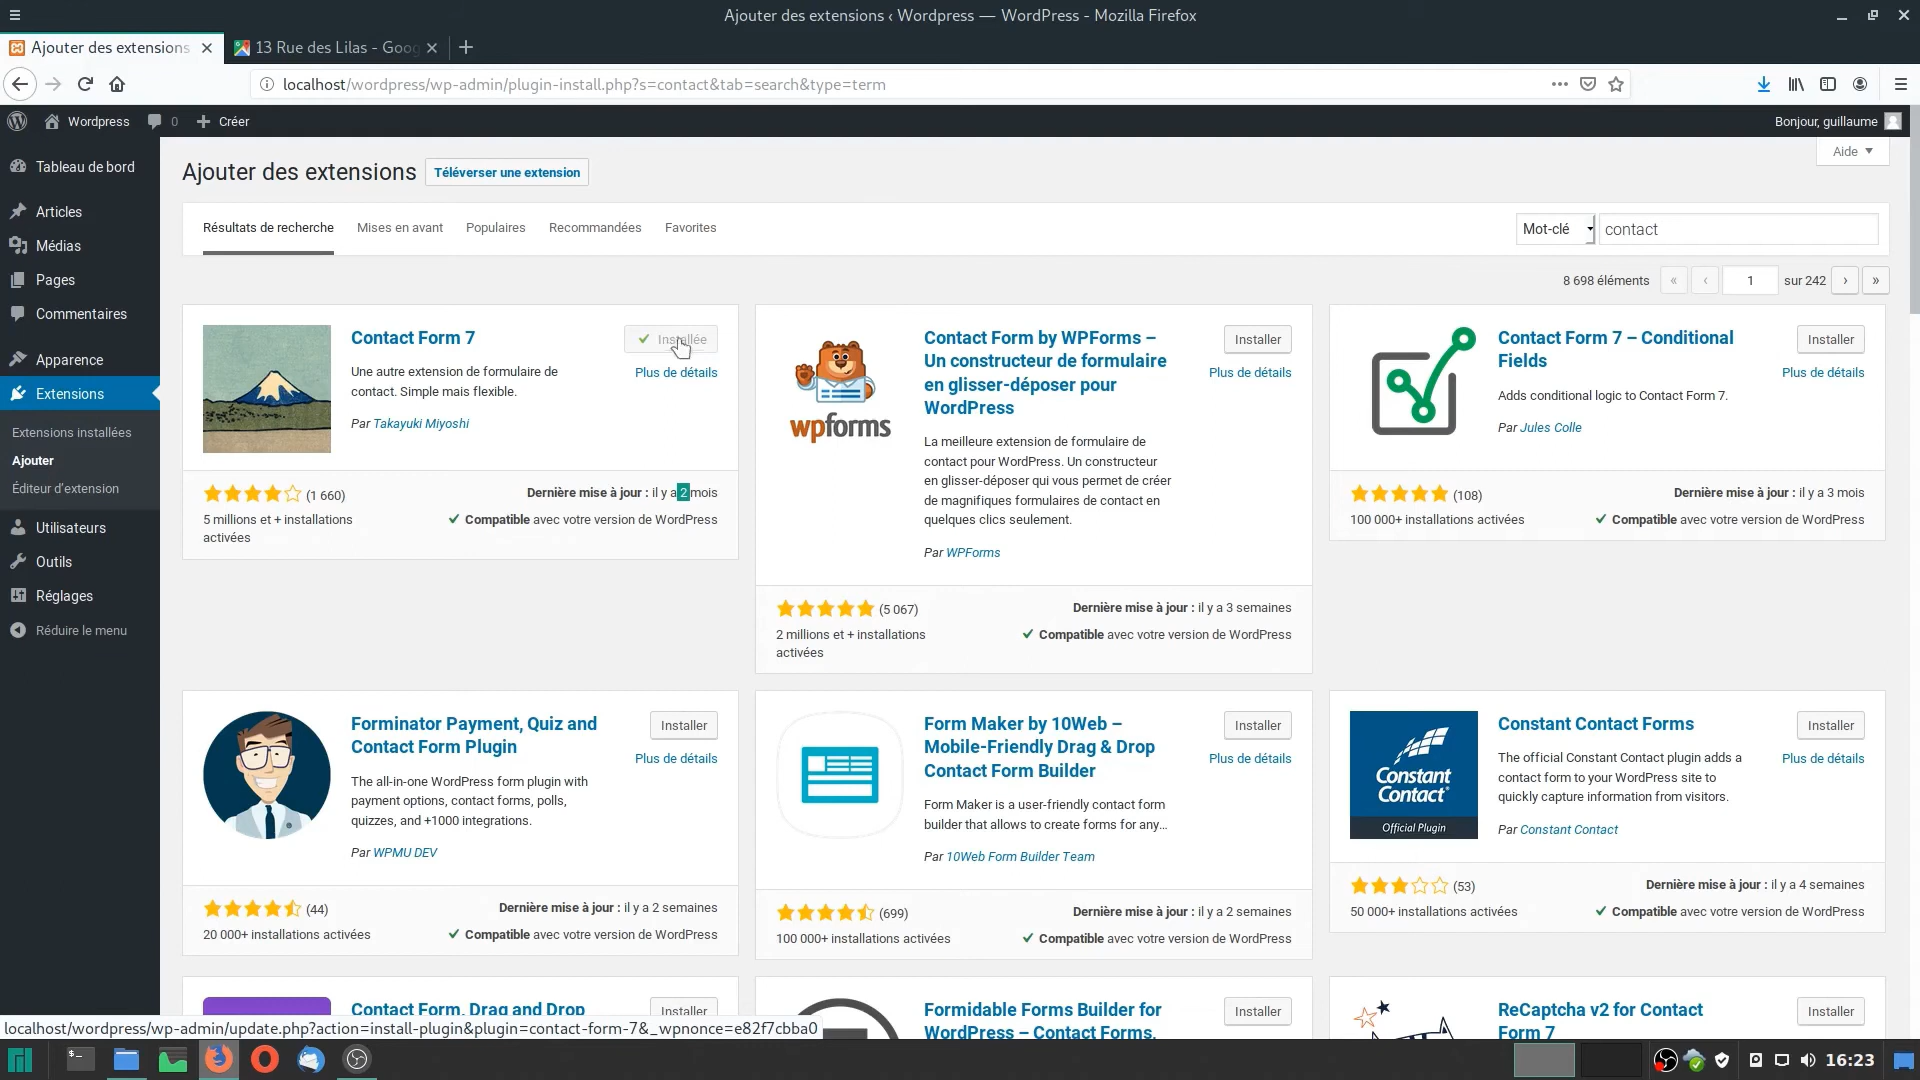 Ajouter des extensions ‹ Wordpress — WordPress - Mozilla Firefox
Ajouter des extensions
13 Rue des Lilas - Goog
localhost/wordpress/wp-admin/plugin-install.php?s=contact&tab=search&type=term
Wordpress
0
Créer
Bonjour, guillaume
Tableau de bord
Articles
Médias
Pages
Commentaires
Apparence
Extensions
Extensions installées
Ajouter
Éditeur d’extension
Utilisateurs
Outils
Réglages
Réduire le menu
Aide
Ajouter des extensions
Téléverser une extension
Résultats de recherche
Mises en avant
Populaires
Recommandées
Favorites
Mot-clé
contact
8 698 éléments
«
‹
1
sur 242
›
»
Contact Form 7
Installée
Plus de détails
Une autre extension de formulaire de
contact. Simple mais flexible.
Par Takayuki Miyoshi
(1 660)
Dernière mise à jour : il y a 2 mois
5 millions et + installations
activées
Compatible avec votre version de WordPress
wpforms
Contact Form by WPForms –
Un constructeur de formulaire
en glisser-déposer pour
WordPress
Installer
Plus de détails
La meilleure extension de formulaire de
contact pour WordPress. Un constructeur
en glisser-déposer qui vous permet de créer
de magnifiques formulaires de contact en
quelques clics seulement.
Par WPForms
(5 067)
Dernière mise à jour : il y a 3 semaines
2 millions et + installations
activées
Compatible avec votre version de WordPress
Contact Form 7 – Conditional
Fields
Installer
Plus de détails
Adds conditional logic to Contact Form 7.
Par Jules Colle
(108)
Dernière mise à jour : il y a 3 mois
100 000+ installations activées
Compatible avec votre version de WordPress
Forminator Payment, Quiz and
Contact Form Plugin
Installer
Plus de détails
The all-in-one WordPress form plugin with
payment options, contact forms, polls,
quizzes, and +1000 integrations.
Par WPMU DEV
(44)
Dernière mise à jour : il y a 2 semaines
20 000+ installations activées
Compatible avec votre version de WordPress
Form Maker by 10Web –
Mobile-Friendly Drag & Drop
Contact Form Builder
Installer
Plus de détails
Form Maker is a user-friendly contact form
builder that allows to create forms for any…
Par 10Web Form Builder Team
(699)
Dernière mise à jour : il y a 2 semaines
100 000+ installations activées
Compatible avec votre version de WordPress
Constant
Contact
Official Plugin
Constant Contact Forms
Installer
Plus de détails
The official Constant Contact plugin adds a
contact form to your WordPress site to
quickly capture information from visitors.
Par Constant Contact
(53)
Dernière mise à jour : il y a 4 semaines
50 000+ installations activées
Compatible avec votre version de WordPress
Contact Form, Drag and Drop
Installer
Formidable Forms Builder for
WordPress – Contact Forms,
Installer
ReCaptcha v2 for Contact
Form 7
Installer
localhost/wordpress/wp-admin/update.php?action=install-plugin&plugin=contact-form-7&_wpnonce=e82f7cbba0
16:23